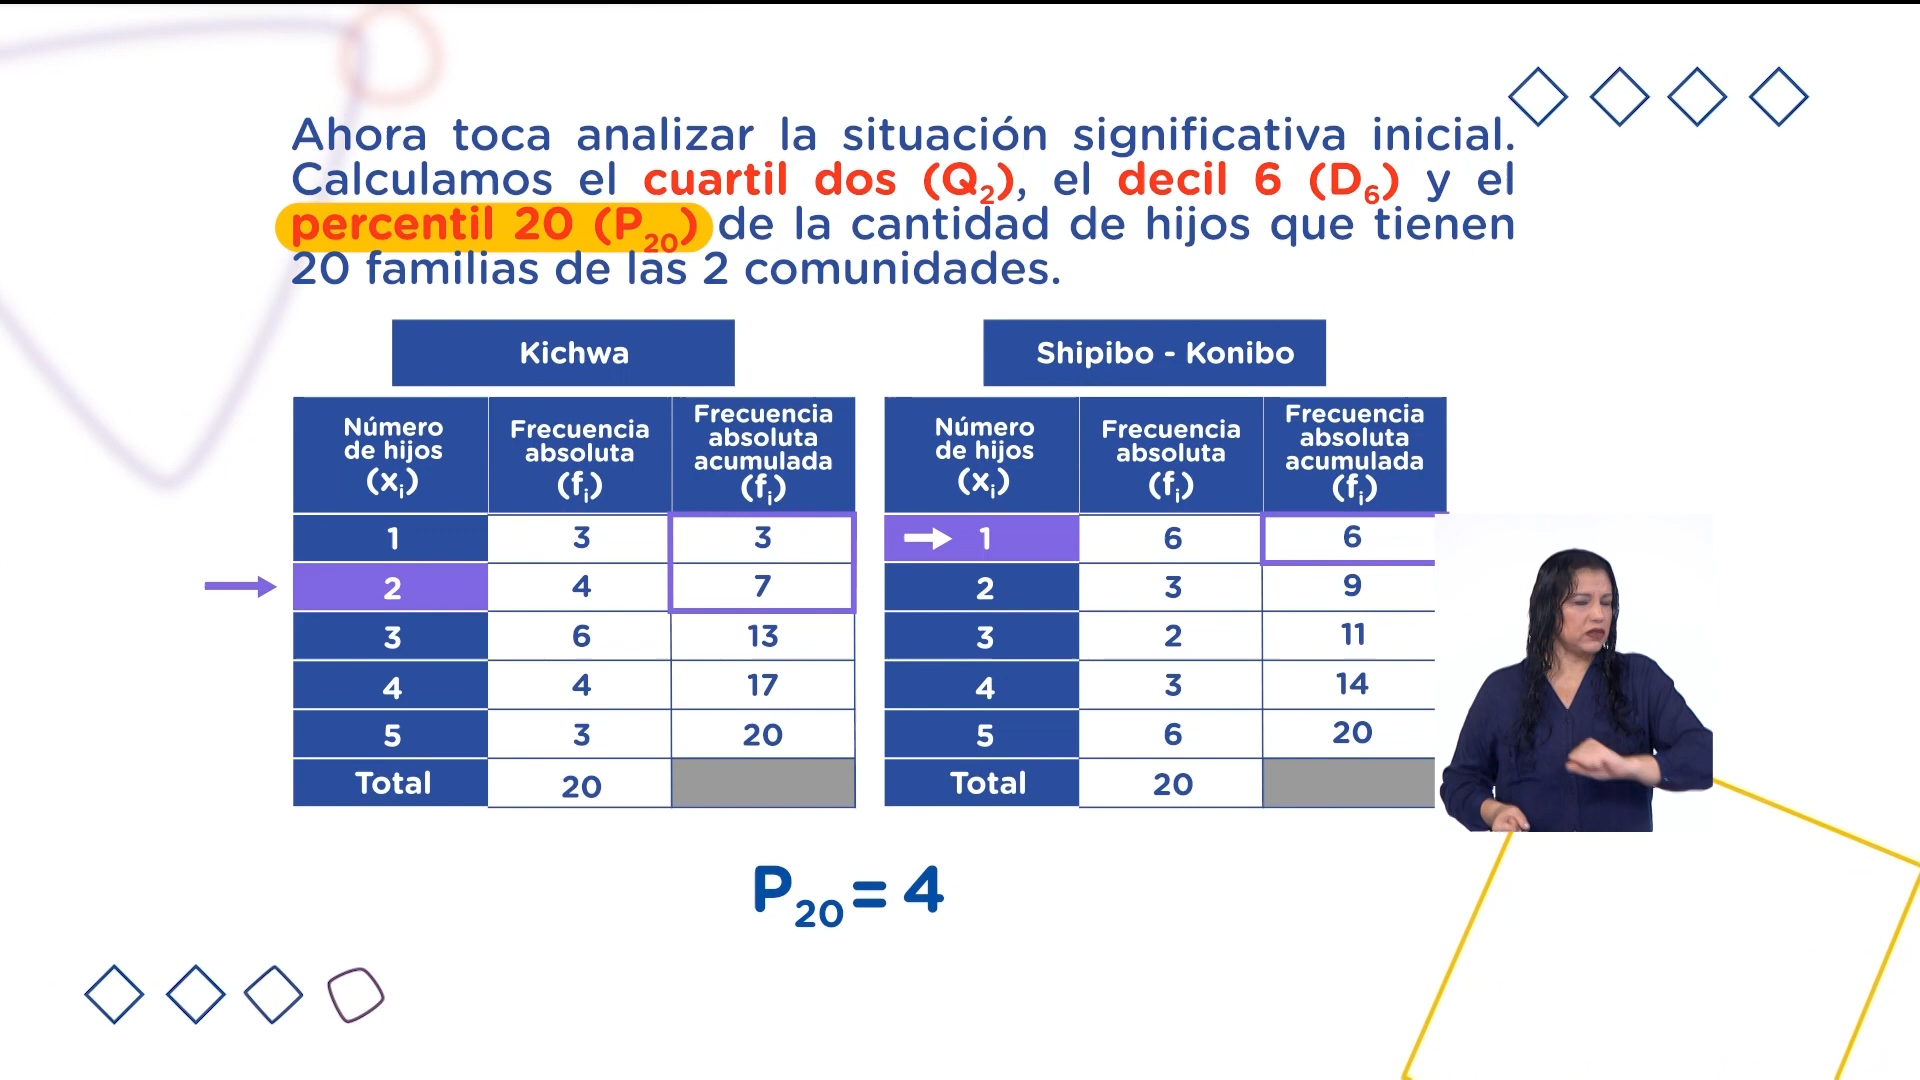 Ahora toca analizar la situación significativa inicial.
Calculamos el cuartil dos (Q₂), el decil 6 (D₆) y el
percentil 20 (P₂₀) de la cantidad de hijos que tienen
20 familias de las 2 comunidades.
Kichwa
Número de hijos (xᵢ) Frecuencia absoluta (fᵢ) Frecuencia absoluta acumulada (fᵢ)
1 3 3
2 4 7
3 6 13
4 4 17
5 3 20
Total 20
Shipibo - Konibo
Número de hijos (xᵢ) Frecuencia absoluta (fᵢ) Frecuencia absoluta acumulada (fᵢ)
1 6 6
2 3 9
3 2 11
4 3 14
5 6 20
Total 20
P₂₀ = 4